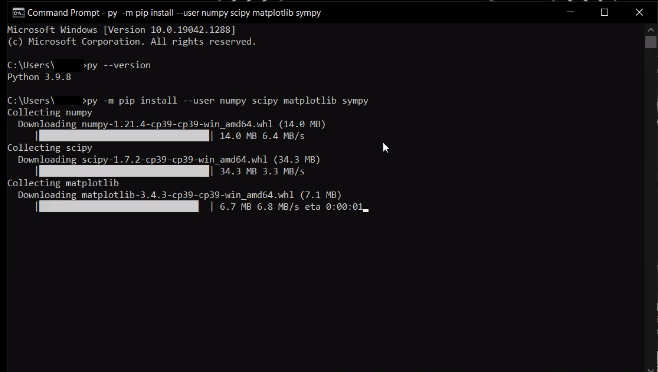 Command Prompt - py -m pip install --user numpy scipy matplotlib sympy
Microsoft Windows [Version 10.0.19042.1288]
(c) Microsoft Corporation. All rights reserved.
C:\Users\ >py --version
Python 3.9.8
C:\Users\ >py -m pip install --user numpy scipy matplotlib sympy
Collecting numpy
Downloading numpy-1.21.4-cp39-cp39-win_amd64.whl (14.0 MB)
| | 14.0 MB 6.4 MB/s
Collecting scipy
Downloading scipy-1.7.2-cp39-cp39-win_amd64.whl (34.3 MB)
| | 34.3 MB 3.3 MB/s
Collecting matplotlib
Downloading matplotlib-3.4.3-cp39-cp39-win_amd64.whl (7.1 MB)
| | 6.7 MB 6.8 MB/s eta 0:00:01